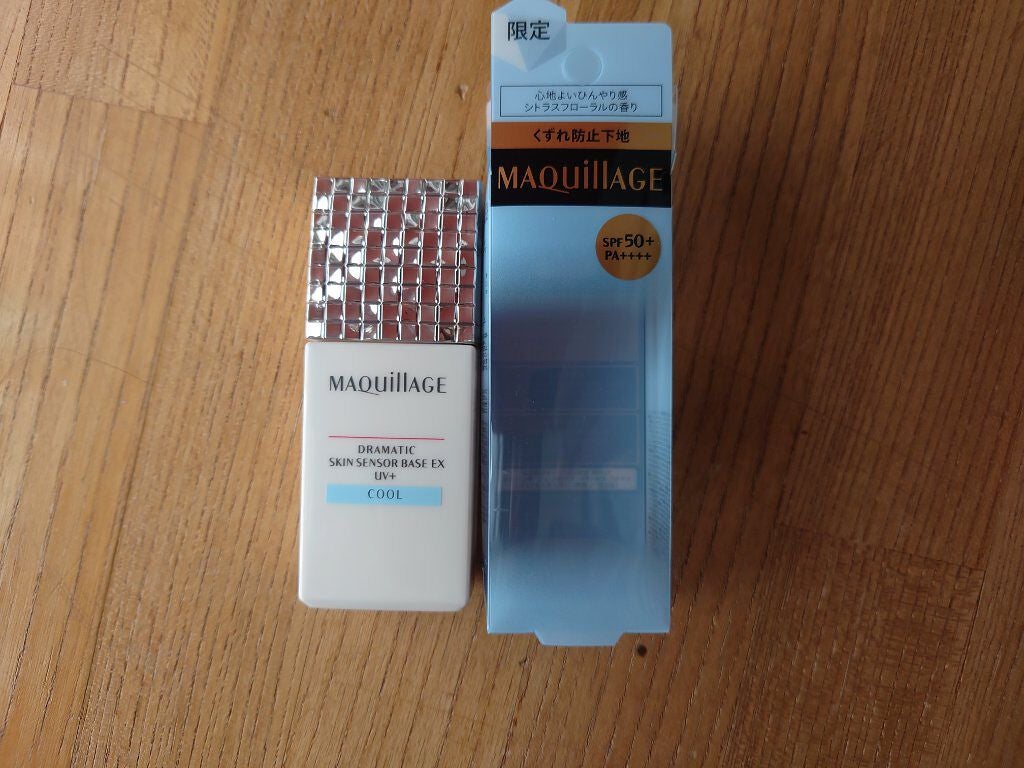 限定
心地よいひんやり感
シトラスフローラルの香り
くずれ防止下地
MAQuillAGE
SPF50+
PA++++
MAQuillAGE
DRAMATIC
SKIN SENSOR BASE EX
UV+
COOL